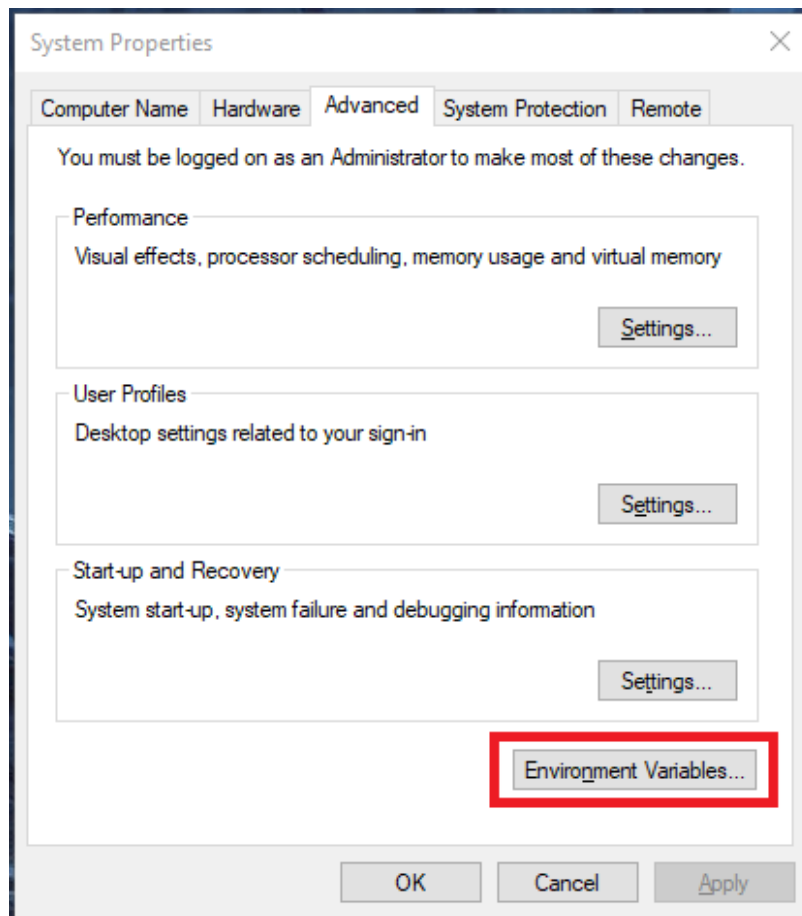 System Properties
Computer Name Hardware Advanced System Protection Remote
You must be logged on as an Administrator to make most of these changes.
Performance
Visual effects, processor scheduling, memory usage and virtual memory
Settings...
User Profiles
Desktop settings related to your sign-in
Settings...
Start-up and Recovery
System start-up, system failure and debugging information
Settings...
Environment Variables...
OK Cancel Apply